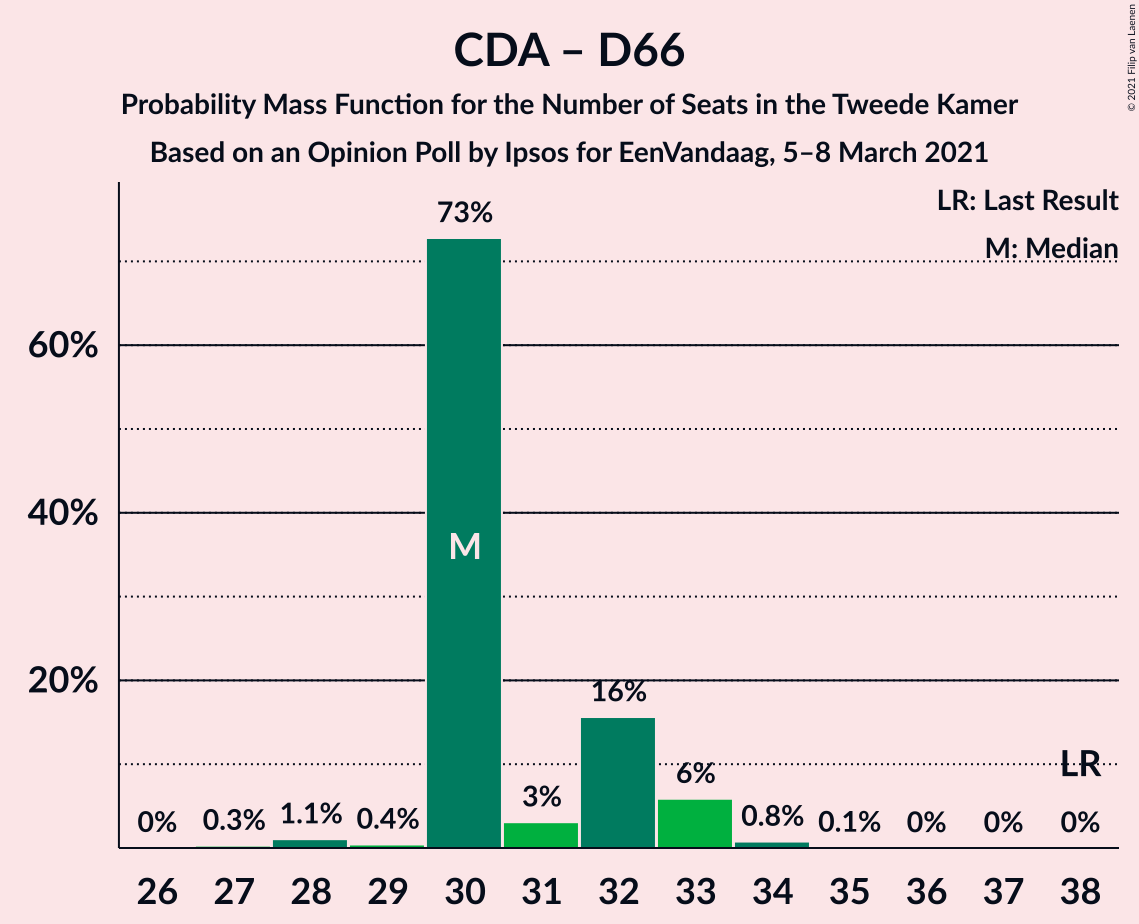 CDA – D66
Probability Mass Function for the Number of Seats in the Tweede Kamer
Based on an Opinion Poll by Ipsos for EenVandaag, 5–8 March 2021
© 2021 Filip van Laenen
LR: Last Result
M: Median
60%
40%
20%
0%
0.3%
1.1%
0.4%
73%
M
3%
16%
6%
0.8%
0.1%
0%
0%
LR
0%
26 27 28 29 30 31 32 33 34 35 36 37 38